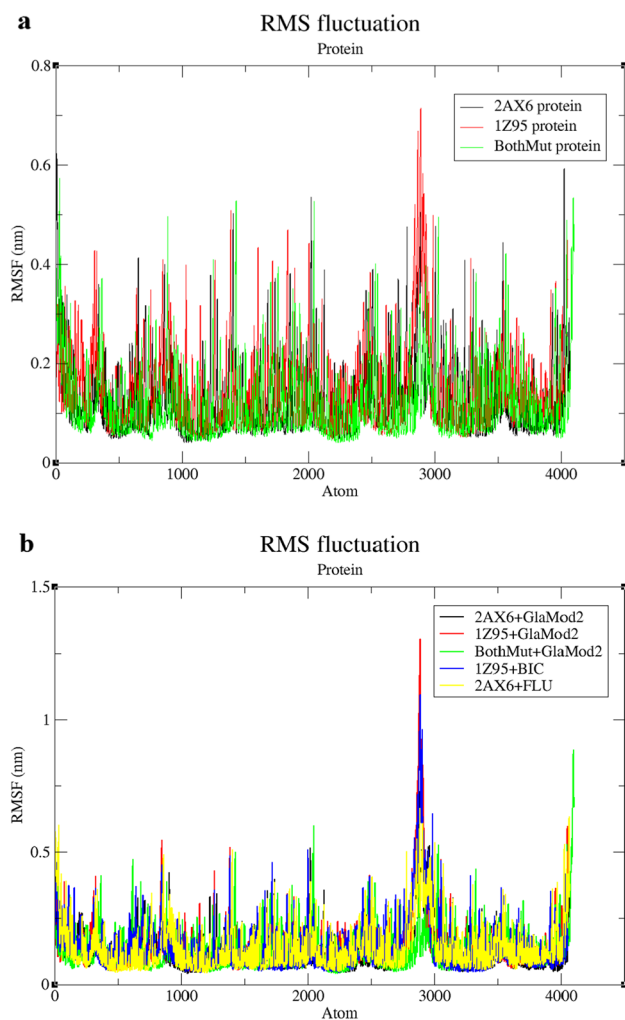 a
RMS fluctuation
Protein
0.8
0.6
0.4
0.2
0
RMSF (nm)
2AX6 protein
1Z95 protein
BothMut protein
0 1000 2000 3000 4000
Atom
b
RMS fluctuation
Protein
1.5
1
0.5
0
RMSF (nm)
2AX6+GlaMod2
1Z95+GlaMod2
BothMut+GlaMod2
1Z95+BIC
2AX6+FLU
0 1000 2000 3000 4000
Atom